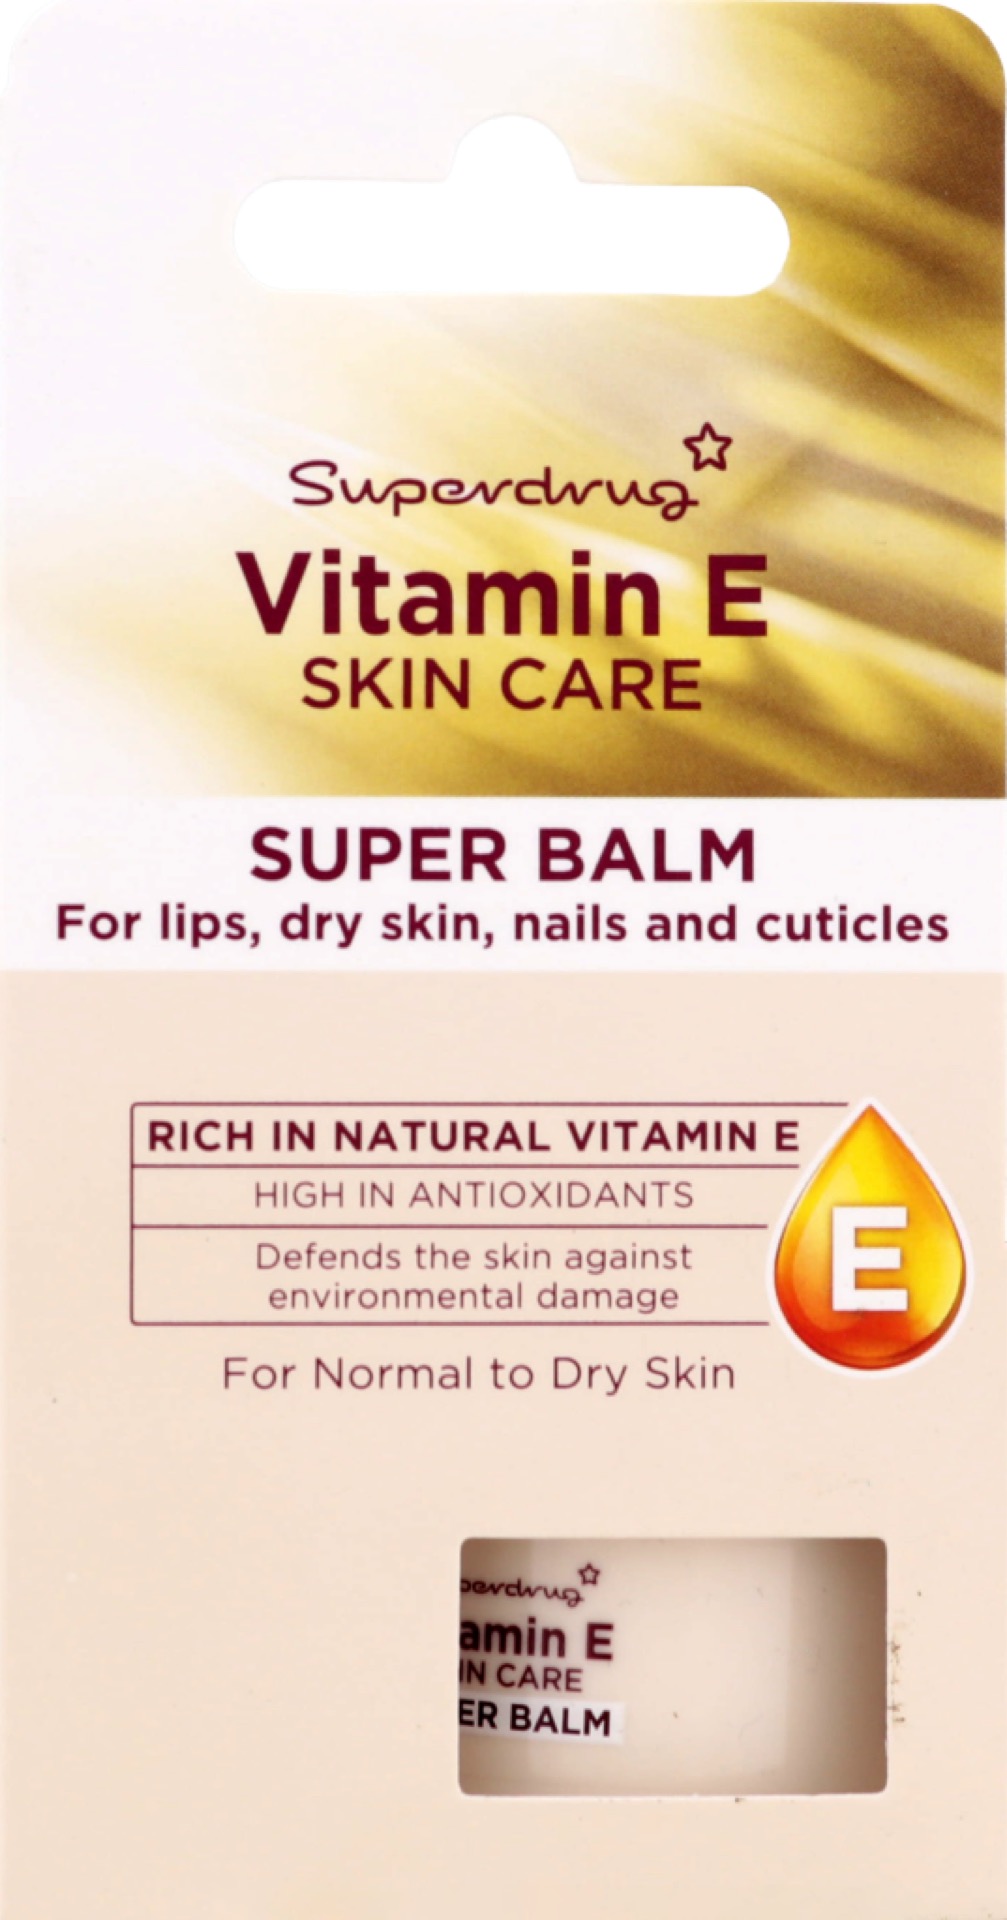 Superdrug
Vitamin E
SKIN CARE
SUPER BALM
For lips, dry skin, nails and cuticles
RICH IN NATURAL VITAMIN E
HIGH IN ANTIOXIDANTS
Defends the skin against
environmental damage
E
For Normal to Dry Skin
perdrug
amin E
IN CARE
ER BALM